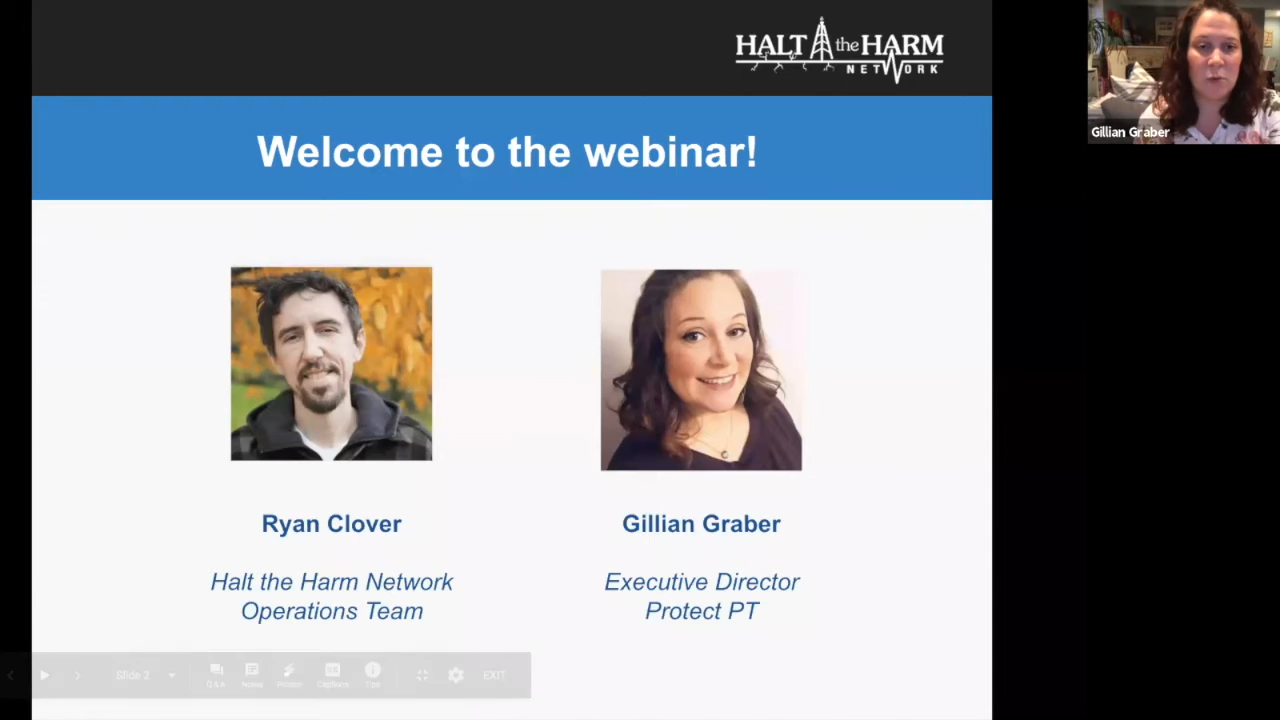 HALT the HARM
NETWORK
Gillian Graber
Welcome to the webinar!
Ryan Clover
Gillian Graber
Halt the Harm Network
Operations Team
Executive Director
Protect PT
Slide 2
Q&A
Notes
Pointer
Captions
Tips
EXIT